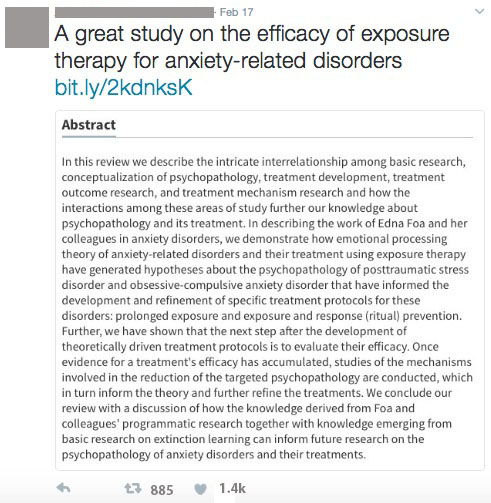 Feb 17
A great study on the efficacy of exposure
therapy for anxiety-related disorders
bit.ly/2kdnksK
Abstract
In this review we describe the intricate interrelationship among basic research,
conceptualization of psychopathology, treatment development, treatment
outcome research, and treatment mechanism research and how the
interactions among these areas of study further our knowledge about
psychopathology and its treatment. In describing the work of Edna Foa and her
colleagues in anxiety disorders, we demonstrate how emotional processing
theory of anxiety-related disorders and their treatment using exposure therapy
have generated hypotheses about the psychopathology of posttraumatic stress
disorder and obsessive-compulsive anxiety disorder that have informed the
development and refinement of specific treatment protocols for these
disorders: prolonged exposure and exposure and response (ritual) prevention.
Further, we have shown that the next step after the development of
theoretically driven treatment protocols is to evaluate their efficacy. Once
evidence for a treatment's efficacy has accumulated, studies of the mechanisms
involved in the reduction of the targeted psychopathology are conducted, which
in turn inform the theory and further refine the treatments. We conclude our
review with a discussion of how the knowledge derived from Foa and
colleagues' programmatic research together with knowledge emerging from
basic research on extinction learning can inform future research on the
psychopathology of anxiety disorders and their treatments.
885 1.4k